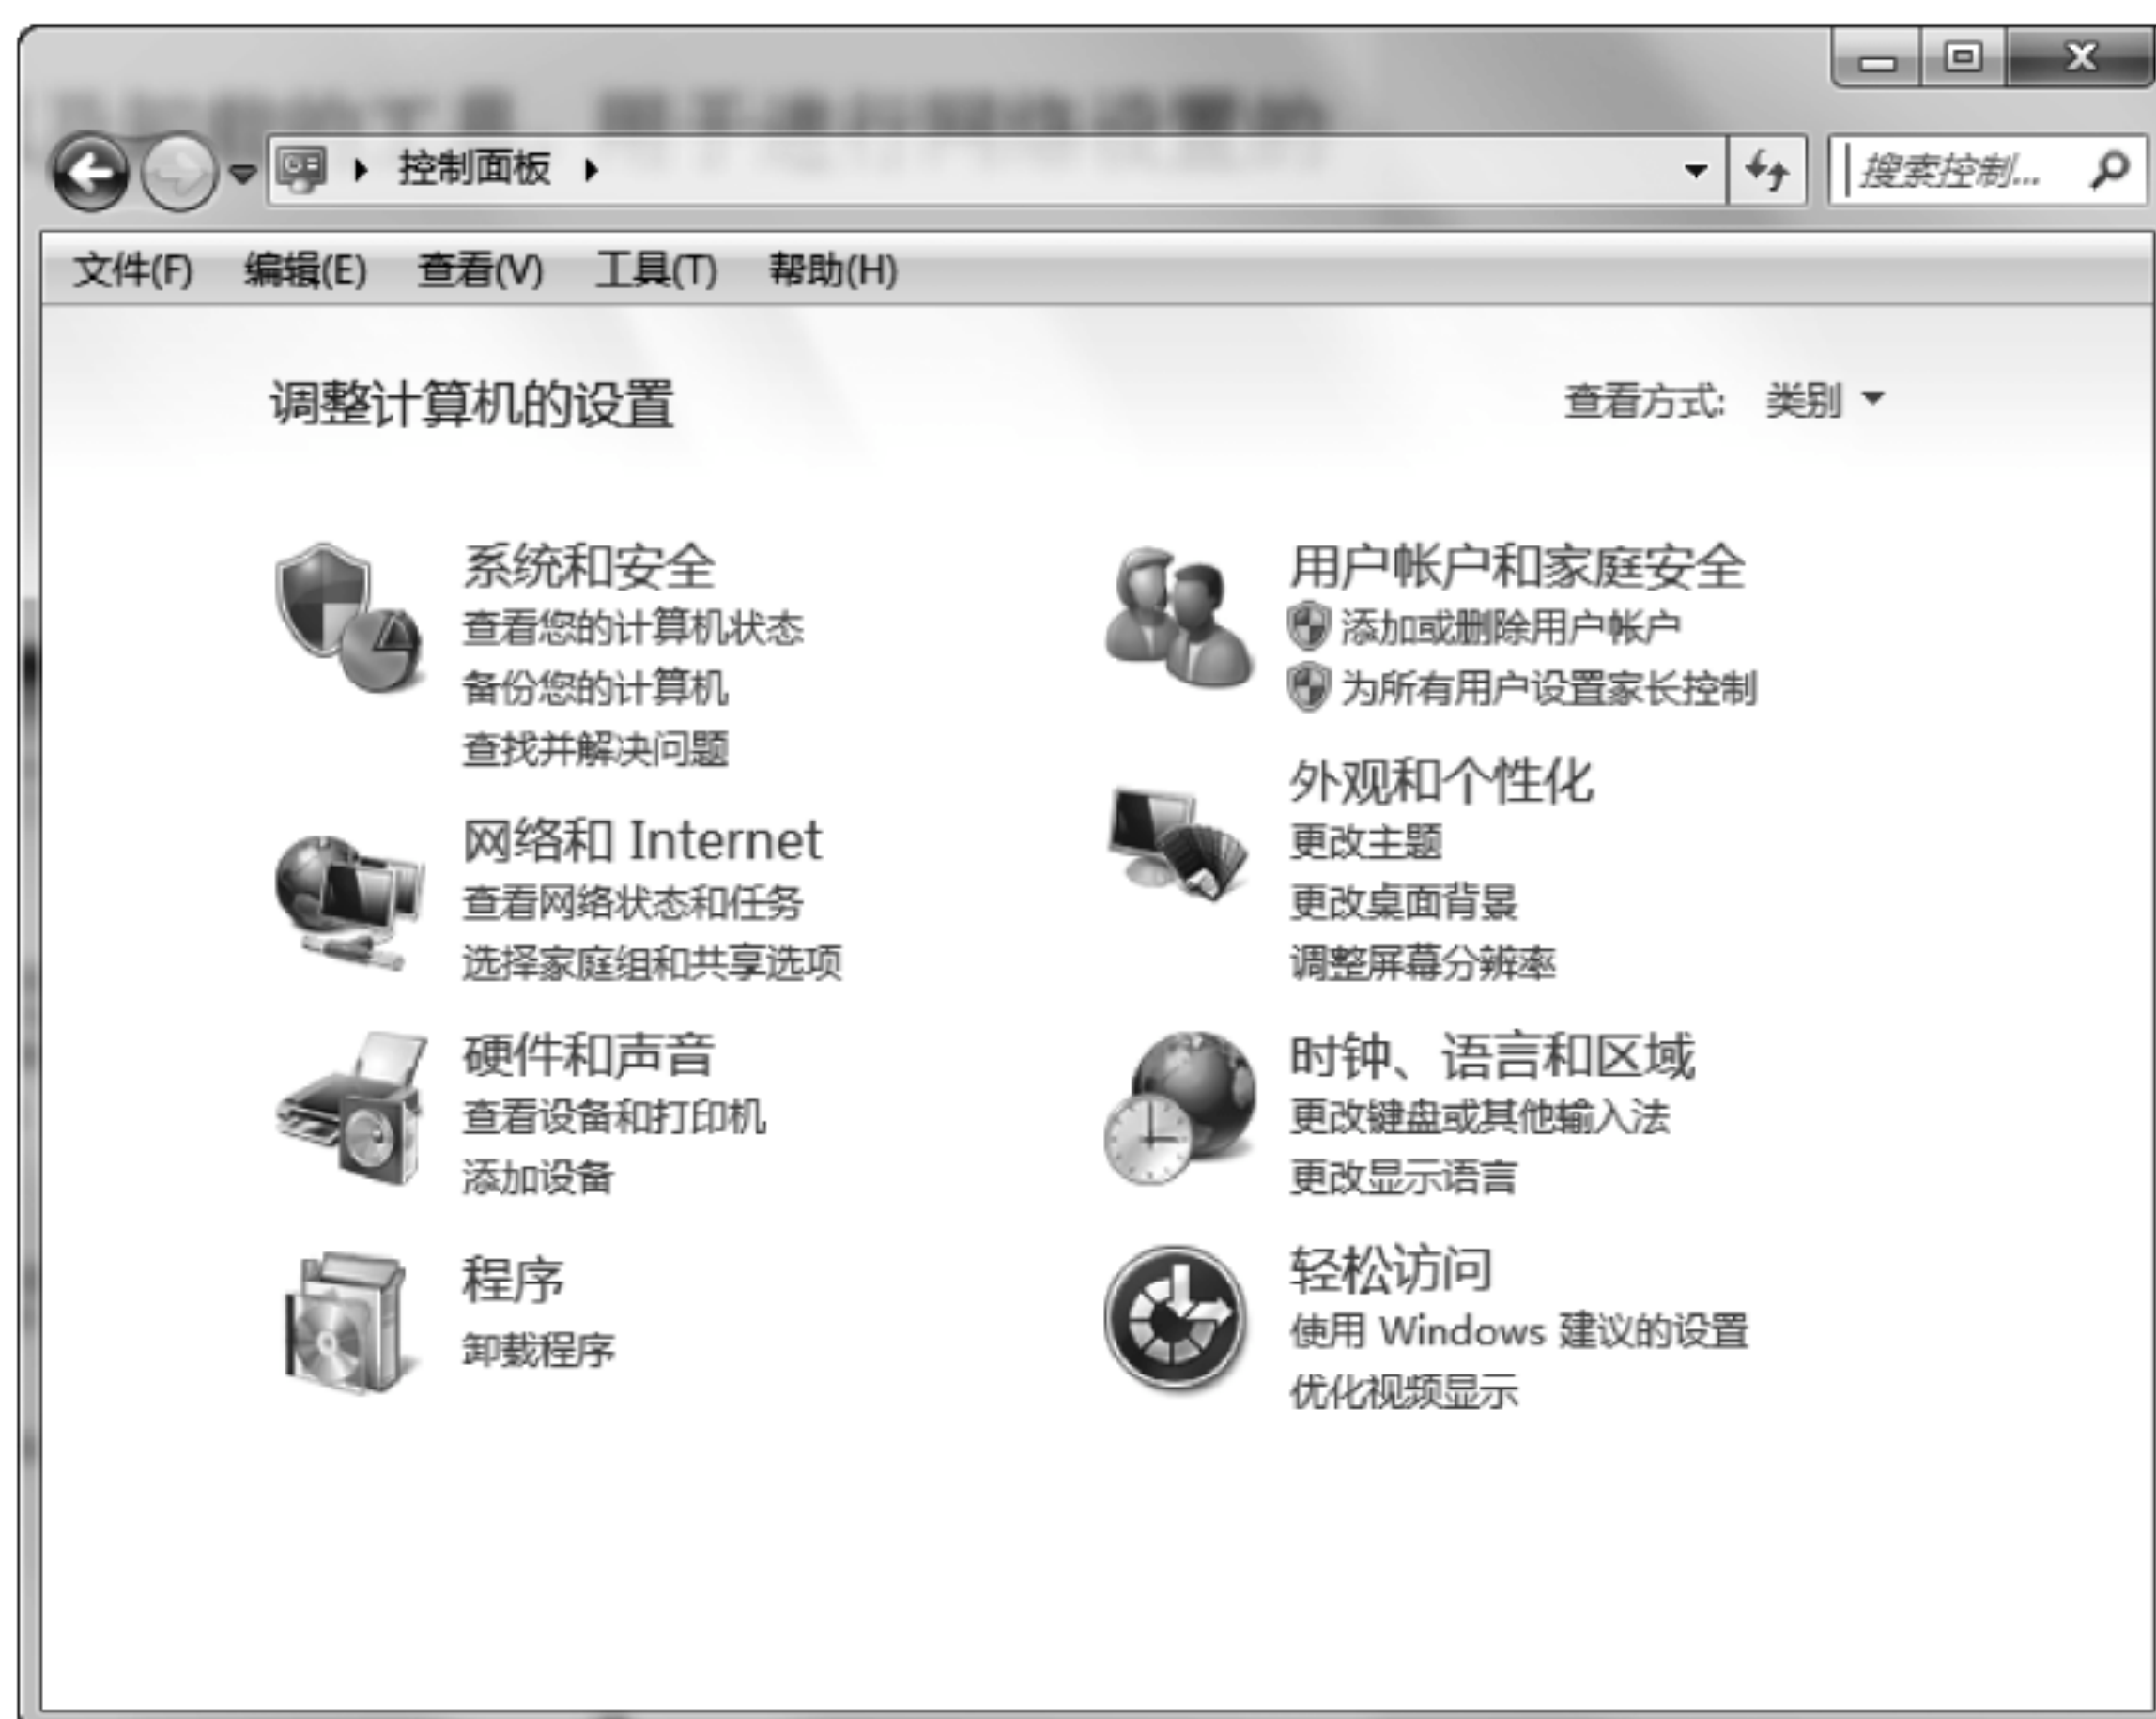 控制面板
搜索控制...
文件(F) 编辑(E) 查看(V) 工具(T) 帮助(H)
调整计算机的设置
查看方式: 类别
系统和安全
查看您的计算机状态
备份您的计算机
查找并解决问题
网络和 Internet
查看网络状态和任务
选择家庭组和共享选项
硬件和声音
查看设备和打印机
添加设备
程序
卸载程序
用户帐户和家庭安全
添加或删除用户帐户
为所有用户设置家长控制
外观和个性化
更改主题
更改桌面背景
调整屏幕分辨率
时钟、语言和区域
更改键盘或其他输入法
更改显示语言
轻松访问
使用 Windows 建议的设置
优化视频显示